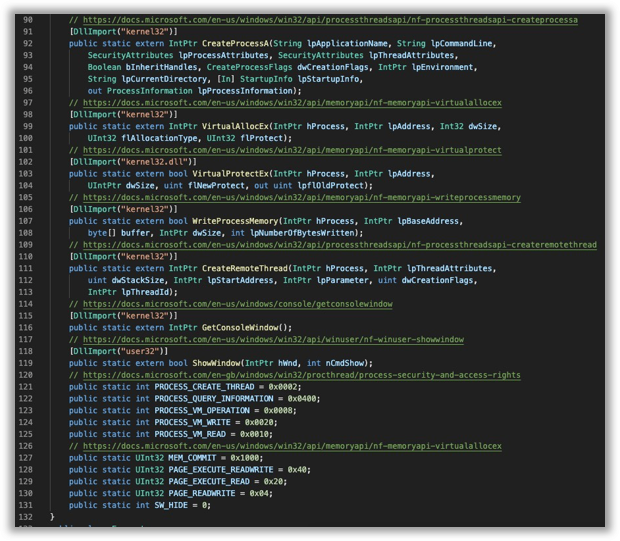 90 // https://docs.microsoft.com/en-us/windows/win32/api/processthreadsapi/nf-processthreadsapi-createprocessa
91 [DllImport("kernel32")]
92 public static extern IntPtr CreateProcessA(String lpApplicationName, String lpCommandLine,
93 SecurityAttributes lpProcessAttributes, SecurityAttributes lpThreadAttributes,
94 Boolean bInheritHandles, CreateProcessFlags dwCreationFlags, IntPtr lpEnvironment,
95 String lpCurrentDirectory, [In] StartupInfo lpStartupInfo,
96 out ProcessInformation lpProcessInformation);
97 // https://docs.microsoft.com/en-us/windows/win32/api/memoryapi/nf-memoryapi-virtualallocex
98 [DllImport("kernel32")]
99 public static extern IntPtr VirtualAllocEx(IntPtr hProcess, IntPtr lpAddress, Int32 dwSize,
100 UInt32 flAllocationType, UInt32 flProtect);
101 // https://docs.microsoft.com/en-us/windows/win32/api/memoryapi/nf-memoryapi-virtualprotect
102 [DllImport("kernel32.dll")]
103 public static extern bool VirtualProtectEx(IntPtr hProcess, IntPtr lpAddress,
104 UIntPtr dwSize, uint flNewProtect, out uint lpflOldProtect);
105 // https://docs.microsoft.com/en-us/windows/win32/api/memoryapi/nf-memoryapi-writeprocessmemory
106 [DllImport("kernel32")]
107 public static extern bool WriteProcessMemory(IntPtr hProcess, IntPtr lpBaseAddress,
108 byte[] buffer, IntPtr dwSize, int lpNumberOfBytesWritten);
109 // https://docs.microsoft.com/en-us/windows/win32/api/processthreadsapi/nf-processthreadsapi-createremotethread
110 [DllImport("kernel32")]
111 public static extern IntPtr CreateRemoteThread(IntPtr hProcess, IntPtr lpThreadAttributes,
112 uint dwStackSize, IntPtr lpStartAddress, IntPtr lpParameter, uint dwCreationFlags,
113 IntPtr lpThreadId);
114 // https://docs.microsoft.com/en-us/windows/console/getconsolewindow
115 [DllImport("kernel32")]
116 public static extern IntPtr GetConsoleWindow();
117 // https://docs.microsoft.com/en-us/windows/win32/api/winuser/nf-winuser-showwindow
118 [DllImport("user32")]
119 public static extern bool ShowWindow(IntPtr hWnd, int nCmdShow);
120 // https://docs.microsoft.com/en-gb/windows/win32/procthread/process-security-and-access-rights
121 public static int PROCESS_CREATE_THREAD = 0x0002;
122 public static int PROCESS_QUERY_INFORMATION = 0x0400;
123 public static int PROCESS_VM_OPERATION = 0x0008;
124 public static int PROCESS_VM_WRITE = 0x0020;
125 public static int PROCESS_VM_READ = 0x0010;
126 // https://docs.microsoft.com/en-us/windows/win32/api/memoryapi/nf-memoryapi-virtualallocex
127 public static UInt32 MEM_COMMIT = 0x1000;
128 public static UInt32 PAGE_EXECUTE_READWRITE = 0x40;
129 public static UInt32 PAGE_EXECUTE_READ = 0x20;
130 public static UInt32 PAGE_READWRITE = 0x04;
131 public static int SW_HIDE = 0;
132 }